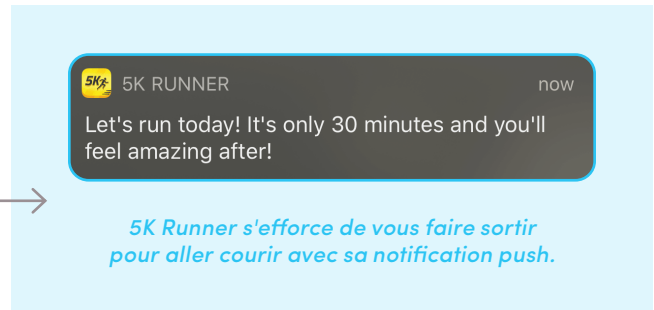 5K
5K RUNNER now
Let's run today! It's only 30 minutes and you'll
feel amazing after!
5K Runner s'efforce de vous faire sortir
pour aller courir avec sa notification push.